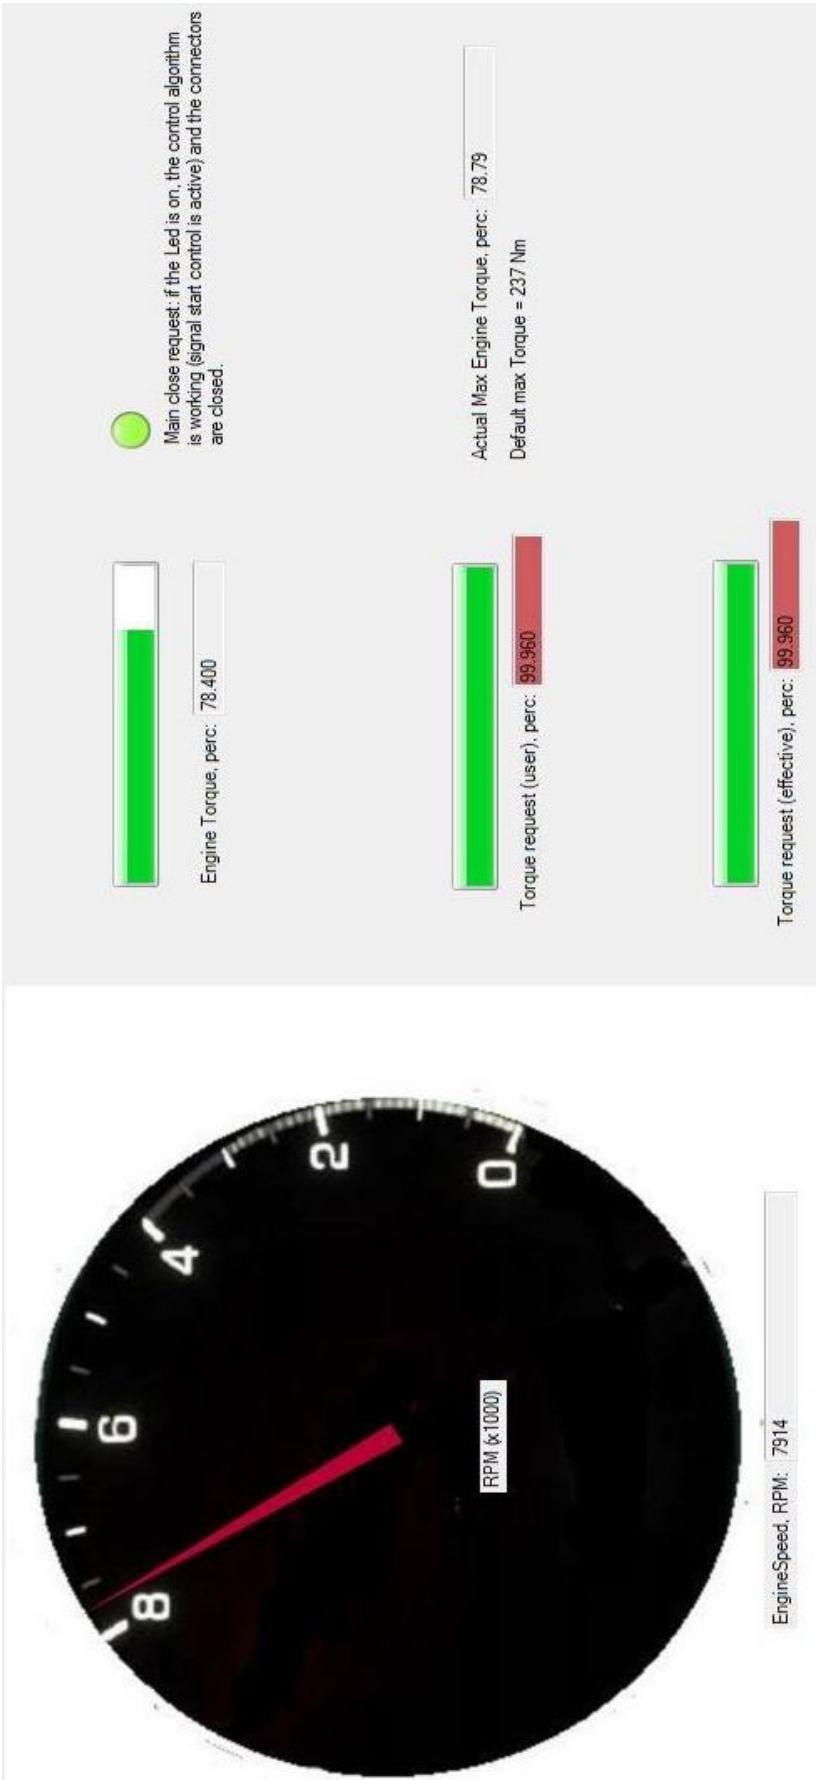 Main close request: if the Led is on, the control algorithm
is working (signal start control is active) and the connectors
are closed.
Engine Torque, perc: 78.400
Actual Max Engine Torque, perc: 78.79
Default max Torque = 237 Nm
Torque request (user), perc: 99.960
Torque request (effective), perc: 99.960
0
2
4
6
8
RPM (x1000)
EngineSpeed, RPM: 7914